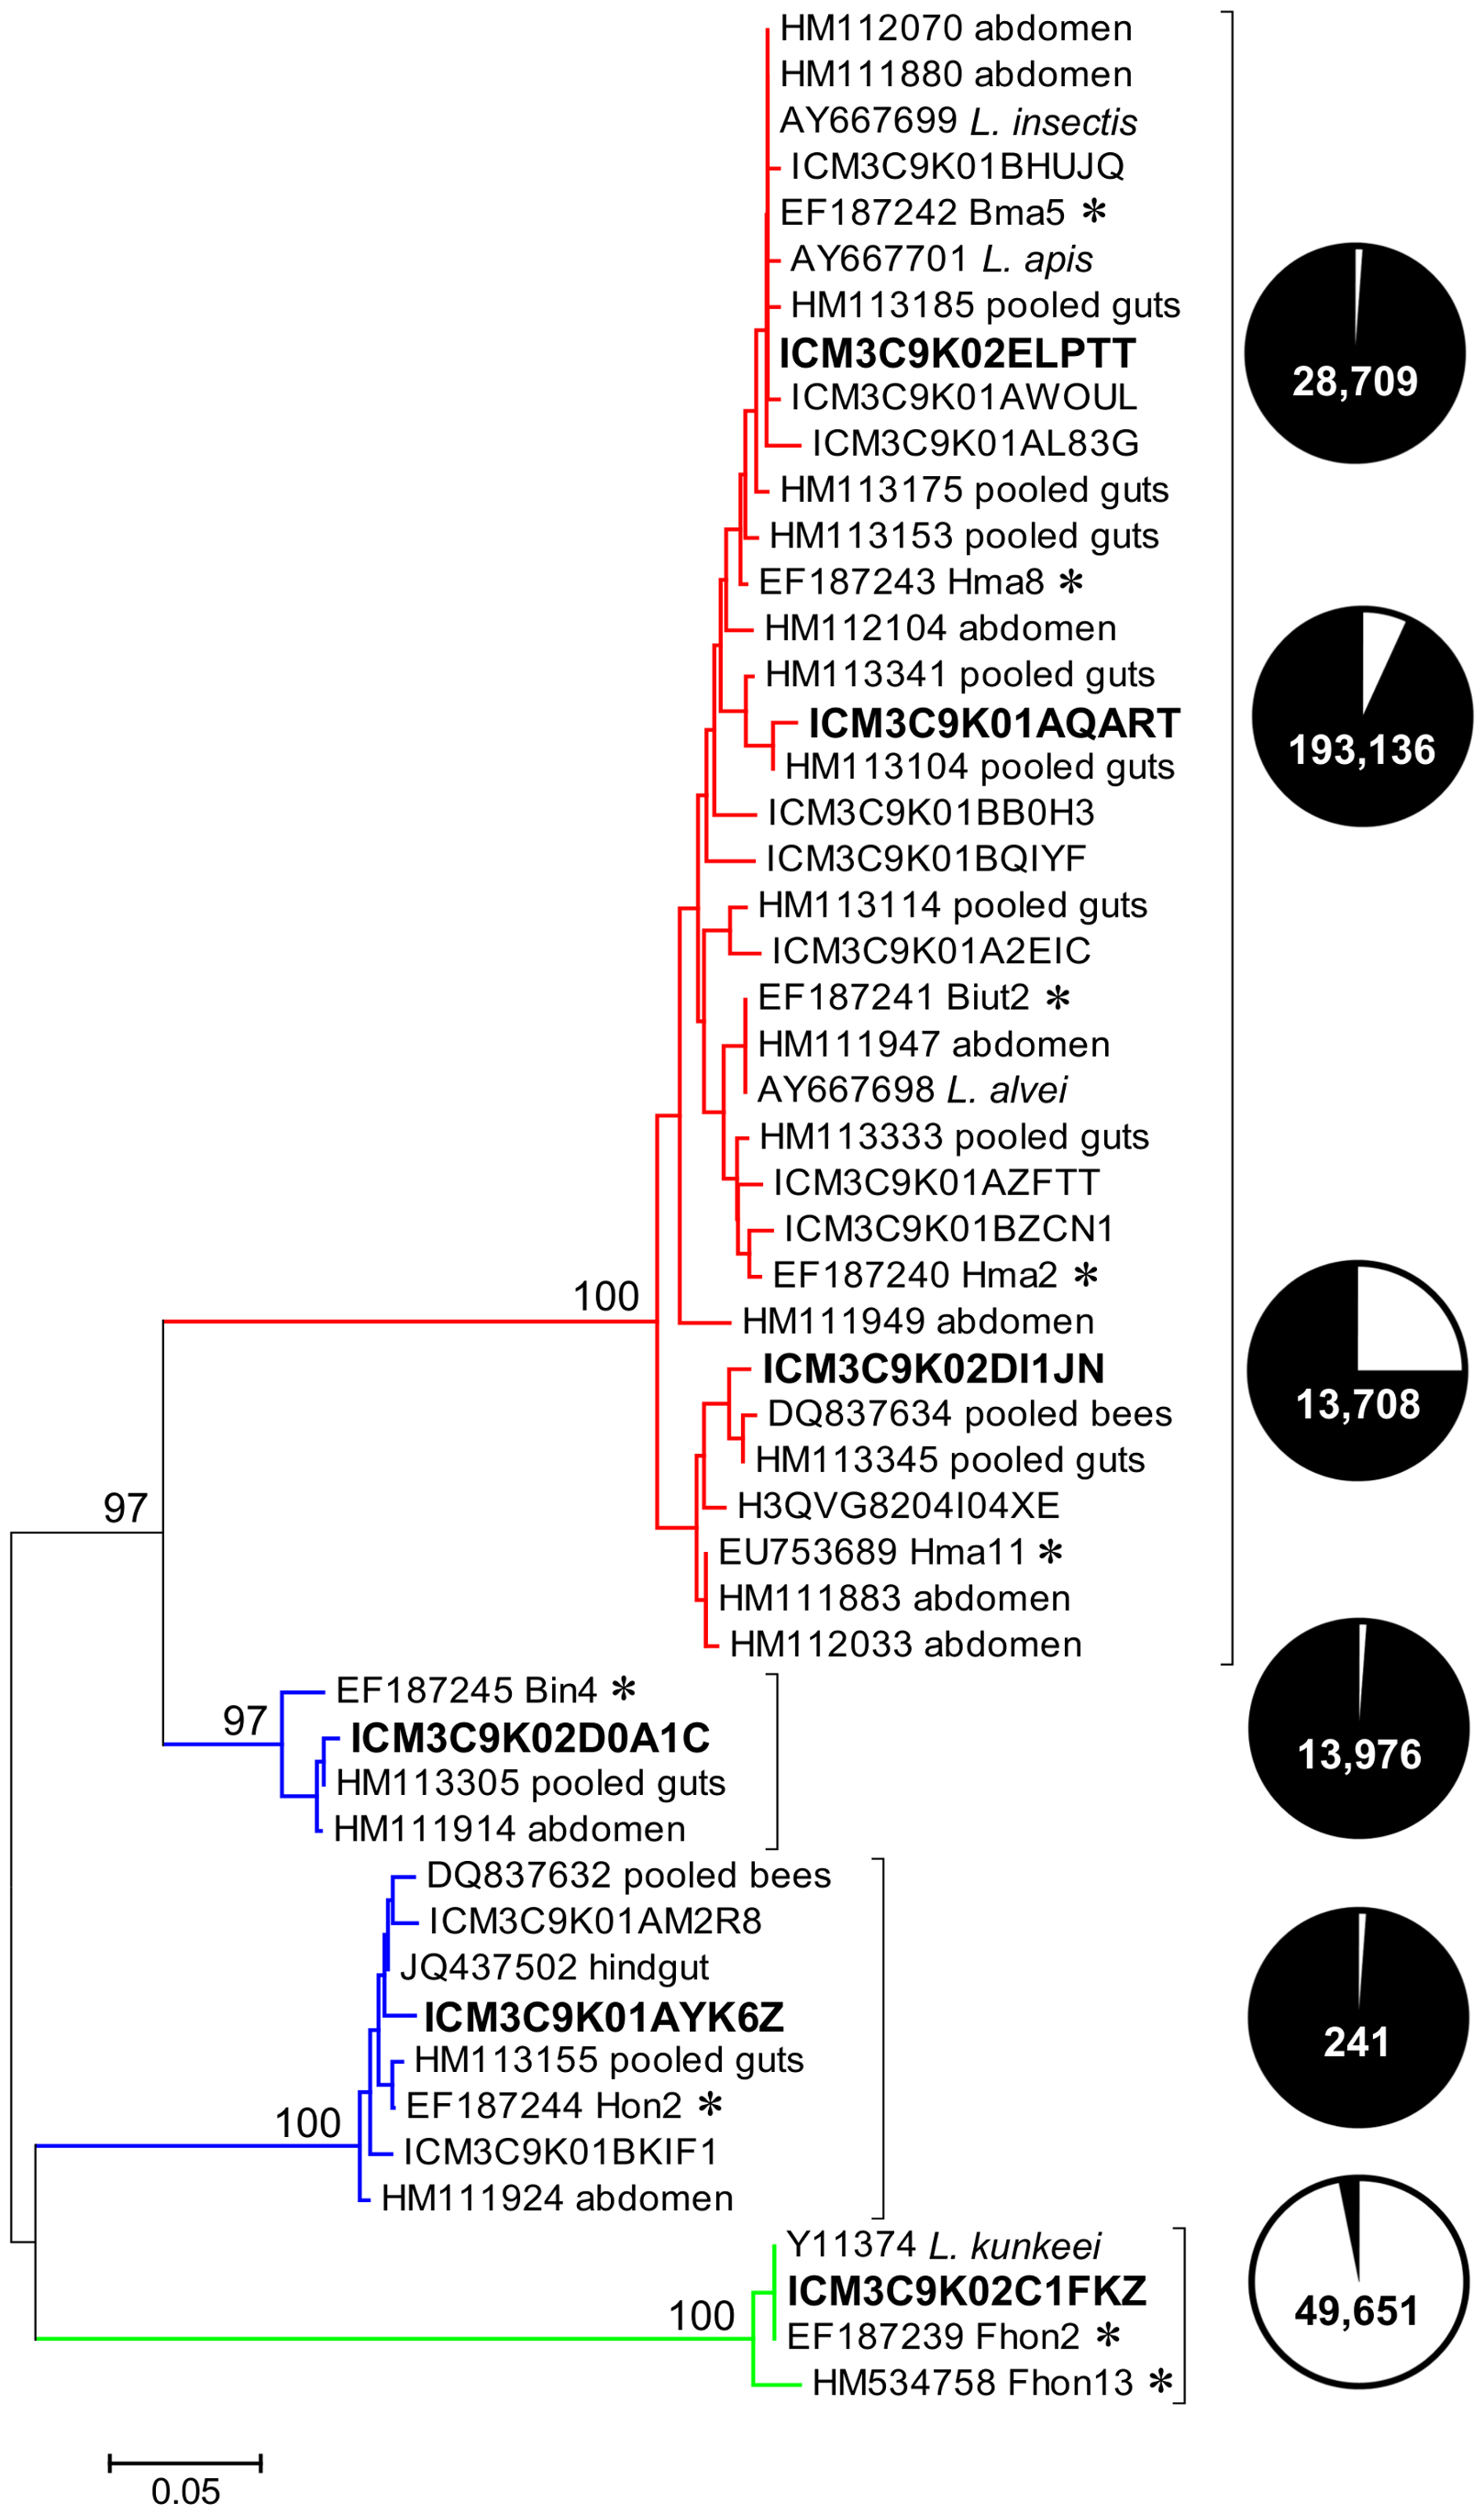 HM112070 abdomen
HM111880 abdomen
AY667699 L. insectis
ICM3C9K01BHUJQ
EF187242 Bma5 *
AY667701 L. apis
HM113185 pooled guts
ICM3C9K02ELPTT
28,709
ICM3C9K01AWOUL
ICM3C9K01AL83G
HM113175 pooled guts
HM113153 pooled guts
EF187243 Hma8 *
HM112104 abdomen
HM113341 pooled guts
ICM3C9K01AQART
193,136
HM113104 pooled guts
ICM3C9K01BB0H3
ICM3C9K01BQIYF
HM113114 pooled guts
ICM3C9K01A2EIC
EF187241 Biut2 *
HM111947 abdomen
AY667698 L. alvei
HM113333 pooled guts
ICM3C9K01AZFTT
ICM3C9K01BZCN1
EF187240 Hma2 *
100
HM111949 abdomen
ICM3C9K02DI1JN
13,708
DQ837634 pooled bees
HM113345 pooled guts
H3QVG8204I04XE
97
EU753689 Hma11 *
HM111883 abdomen
HM112033 abdomen
EF187245 Bin4 *
97
ICM3C9K02D0A1C
13,976
HM113305 pooled guts
HM111914 abdomen
DQ837632 pooled bees
ICM3C9K01AM2R8
JQ437502 hindgut
ICM3C9K01AYK6Z
241
HM113155 pooled guts
EF187244 Hon2 *
100
ICM3C9K01BKIF1
HM111924 abdomen
Y11374 L. kunkeei
ICM3C9K02C1FKZ
49,651
100
EF187239 Fhon2 *
HM534758 Fhon13 *
0.05